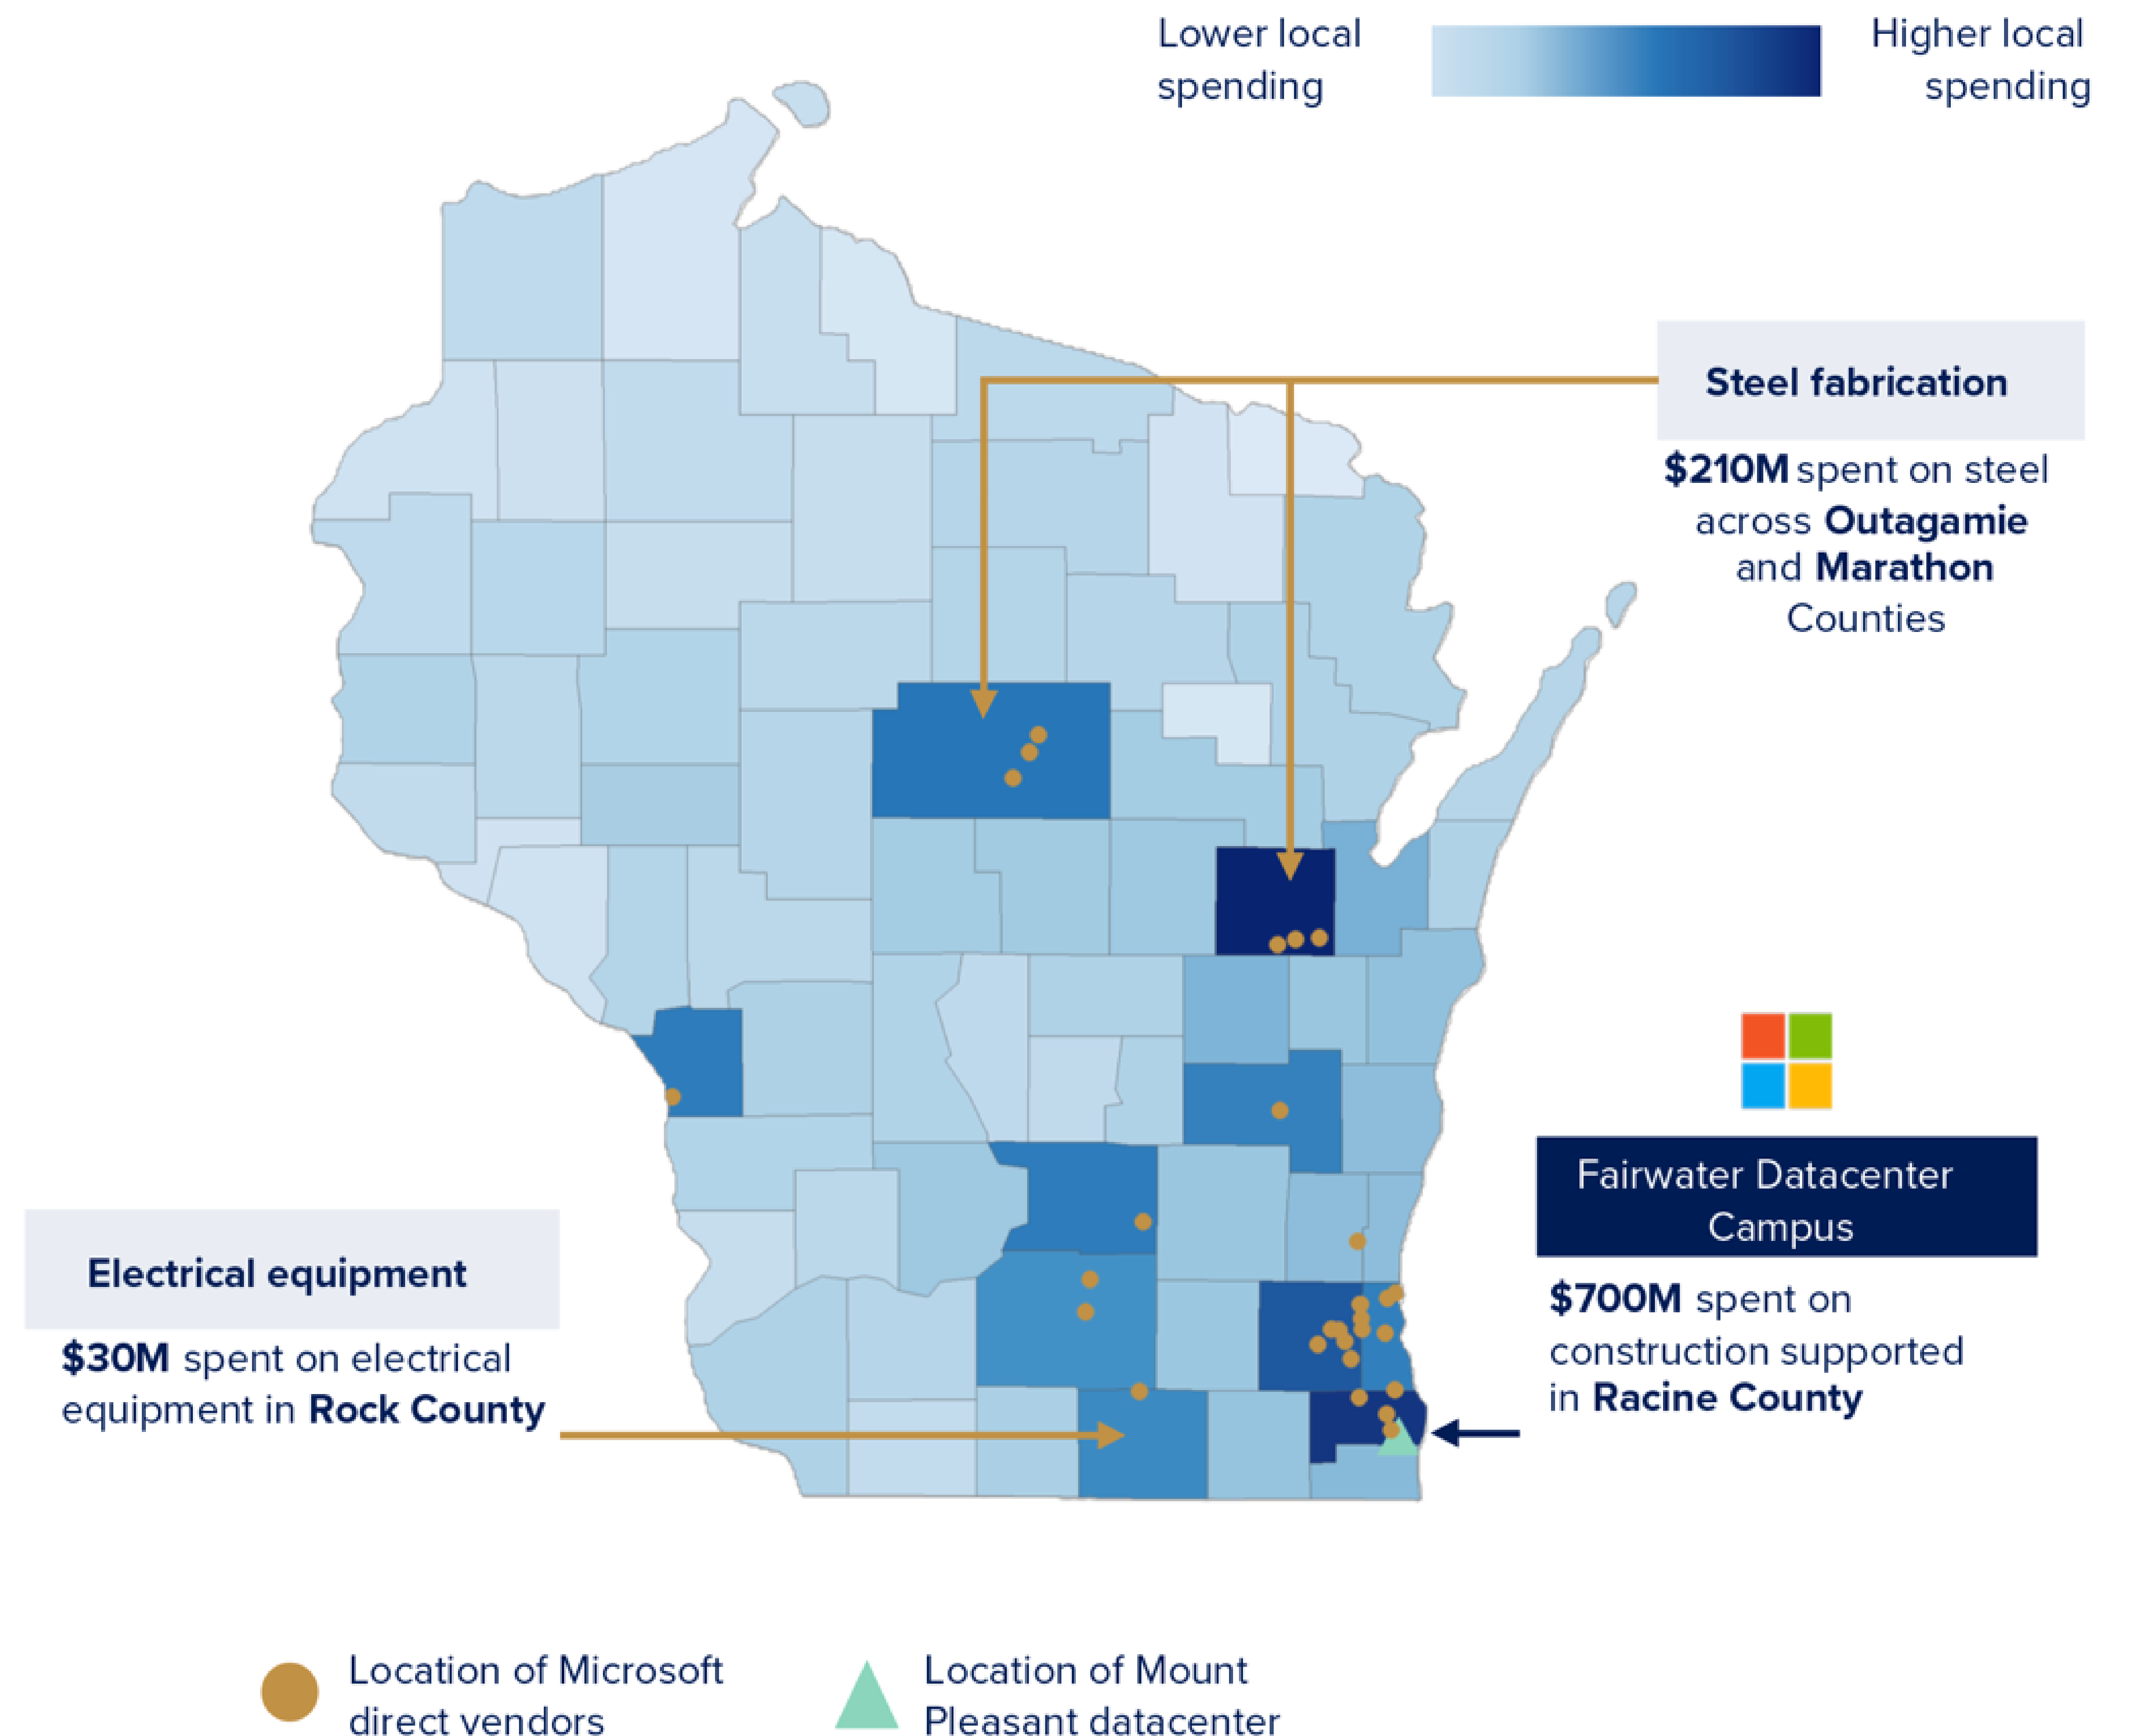 Lower local
spending
Higher local
spending
Steel fabrication
$210M spent on steel
across Outagamie
and Marathon
Counties
Fairwater Datacenter
Campus
$700M spent on
construction supported
in Racine County
Electrical equipment
$30M spent on electrical
equipment in Rock County
Location of Microsoft
direct vendors
Location of Mount
Pleasant datacenter